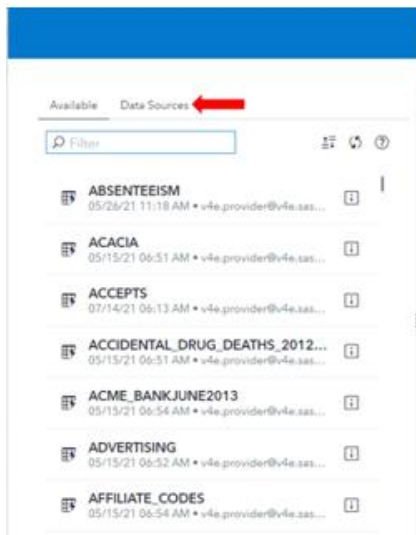 Available Data Sources
Filter
ABSENTEEISM
05/26/21 11:18 AM • v4e.provider@v4e.sas...
ACACIA
05/15/21 06:51 AM • v4e.provider@v4e.sas...
ACCEPTS
07/14/21 06:13 AM • v4e.provider@v4e.sas...
ACCIDENTAL_DRUG_DEATHS_2012...
05/15/21 06:51 AM • v4e.provider@v4e.sas...
ACME_BANKJUNE2013
05/15/21 06:54 AM • v4e.provider@v4e.sas...
ADVERTISING
05/15/21 06:52 AM • v4e.provider@v4e.sas...
AFFILIATE_CODES
05/15/21 06:54 AM • v4e.provider@v4e.sas...